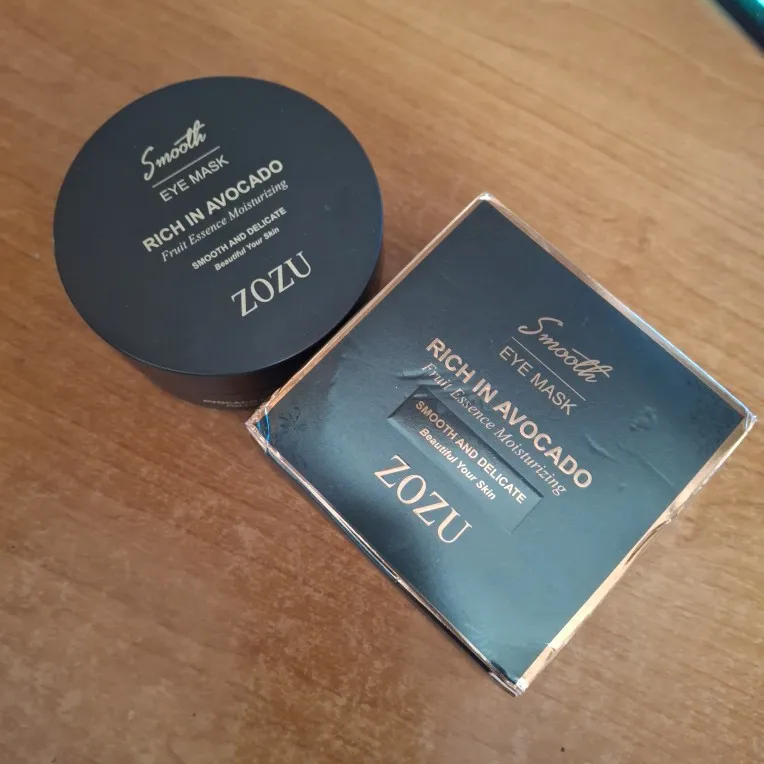 Smooth
EYE MASK
RICH IN AVOCADO
Fruit Essence Moisturizing
SMOOTH AND DELICATE
Beautiful Your Skin
ZOZU
Smooth
EYE MASK
RICH IN AVOCADO
Fruit Essence Moisturizing
SMOOTH AND DELICATE
Beautiful Your Skin
ZOZU